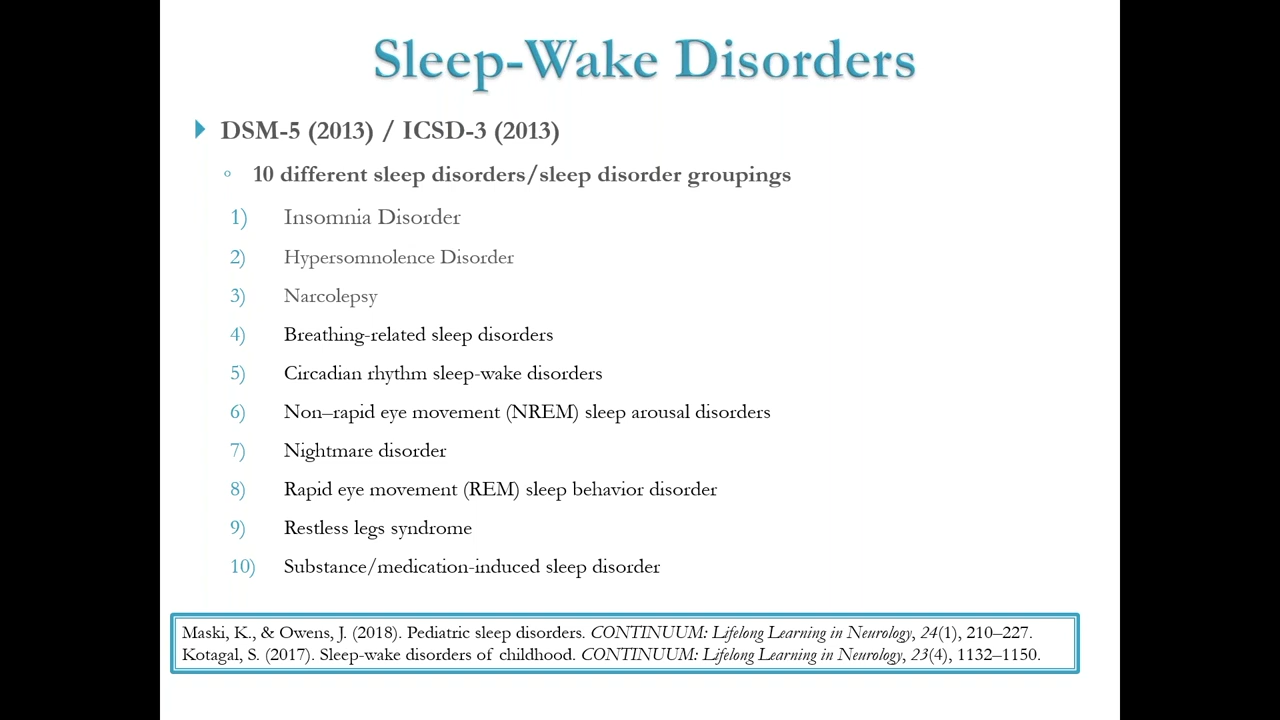 Sleep-Wake Disorders
DSM-5 (2013) / ICSD-3 (2013)
10 different sleep disorders/sleep disorder groupings
1) Insomnia Disorder
2) Hypersomnolence Disorder
3) Narcolepsy
4) Breathing-related sleep disorders
5) Circadian rhythm sleep-wake disorders
6) Non–rapid eye movement (NREM) sleep arousal disorders
7) Nightmare disorder
8) Rapid eye movement (REM) sleep behavior disorder
9) Restless legs syndrome
10) Substance/medication-induced sleep disorder
Maski, K., & Owens, J. (2018). Pediatric sleep disorders. CONTINUUM: Lifelong Learning in Neurology, 24(1), 210–227.
Kotagal, S. (2017). Sleep-wake disorders of childhood. CONTINUUM: Lifelong Learning in Neurology, 23(4), 1132–1150.